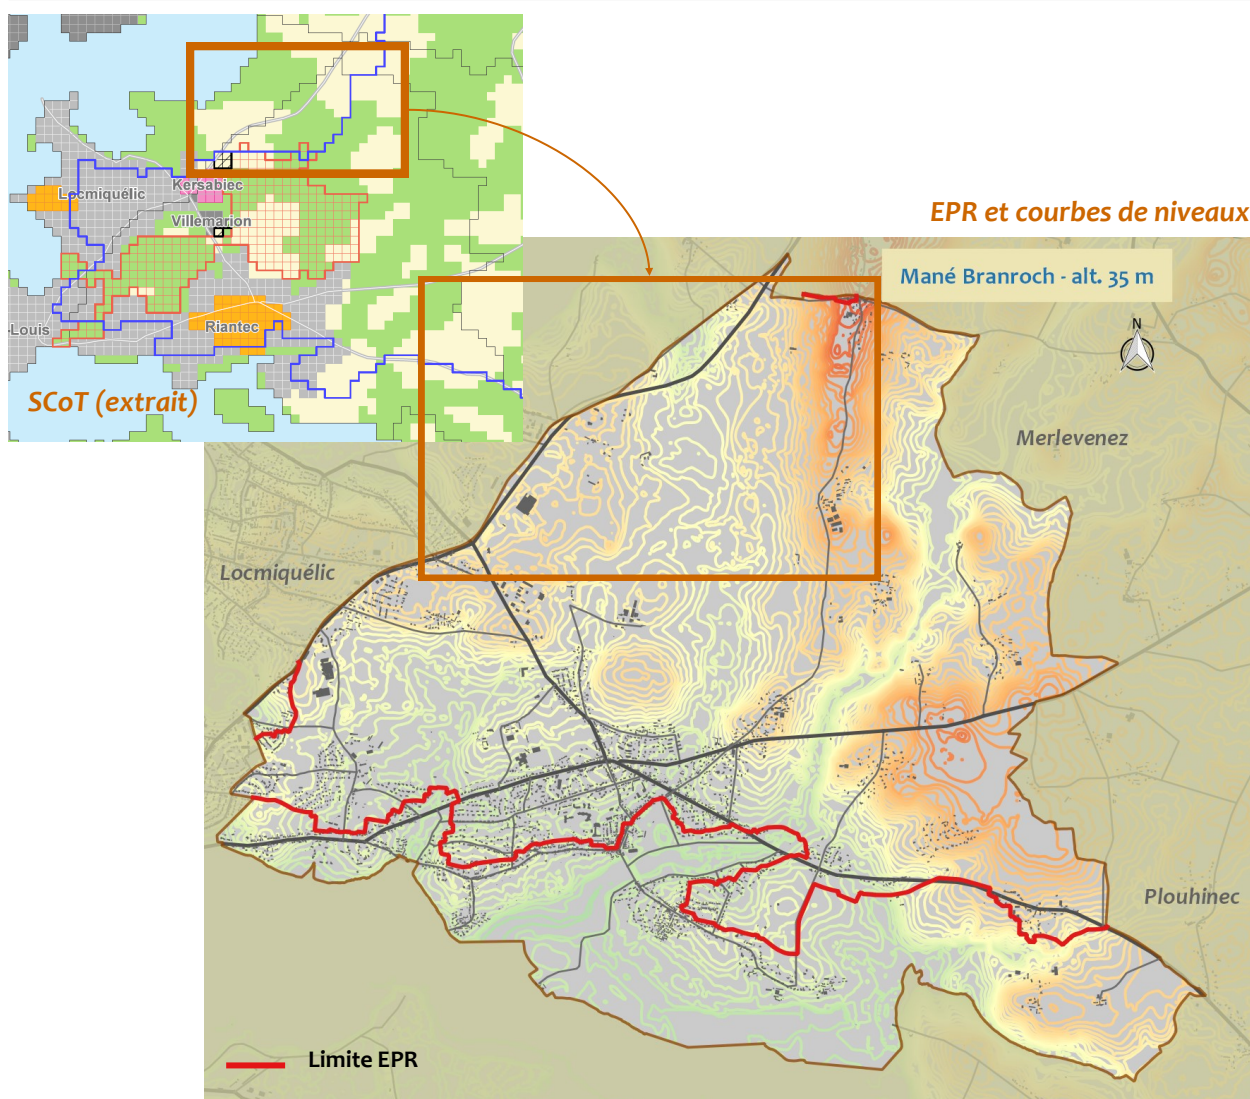 Locmiquélic
Kersabiec
Villemarion
-Louis
Riantec
SCoT (extrait)
EPR et courbes de niveaux
Mané Branroch - alt. 35 m
N
Merlevenez
Locmiquélic
Plouhinec
Limite EPR